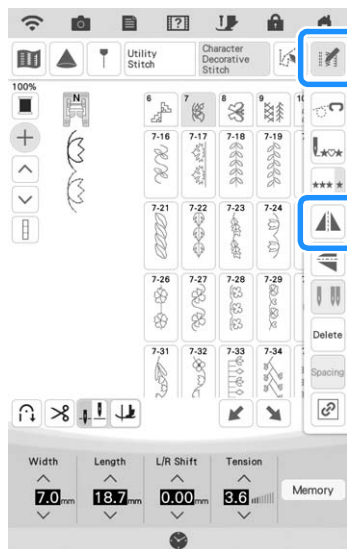 Utility Stitch
Character Decorative Stitch
100%
N
6 7 8 9 10
7-16 7-17 7-18 7-19
7-21 7-22 7-23 7-24
7-26 7-27 7-28 7-29
7-31 7-32 7-33 7-34
Delete
Spacing
Width Length L/R Shift Tension
7.0 mm 18.7 mm 0.00 mm 3.6
Memory